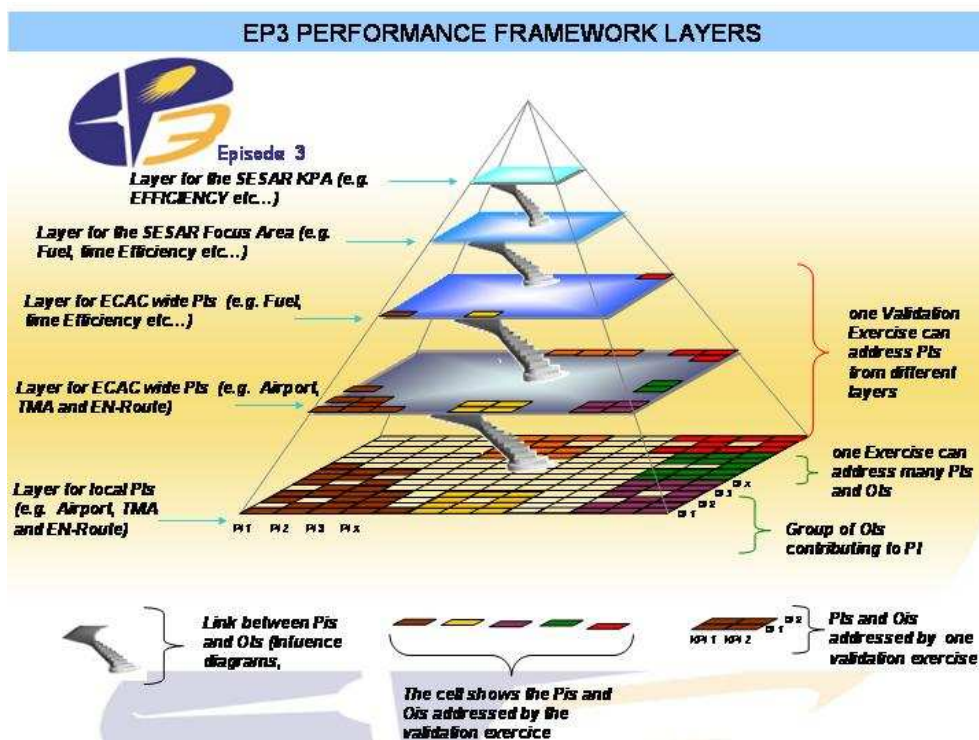 EP3 PERFORMANCE FRAMEWORK LAYERS
Episode 3
Layer for the SESAR KPA (e.g.
EFFICIENCY etc...)
Layer for the SESAR Focus Area (e.g.
Fuel, time Efficiency etc...)
Layer for ECAC wide PIs (e.g. Fuel,
time Efficiency etc...)
Layer for ECAC wide PIs (e.g. Airport,
TMA and EN-Route)
Layer for local PIs
(e.g. Airport, TMA
and EN-Route)
one Validation
Exercise can
address PIs
from different
layers
one Exercise can
address many PIs
and OIs
Group of OIs
contributing to PI
PI 1 PI 2 PI 3 PI X
OI 1
OI 2
OI 3
OI X
Link between Pis
and OIs (Influence
diagrams,
The cell shows the Pis and
Ois addressed by the
validation exercice
KPI 1 KPI 2
OI 1
OI 2
PIs and Ois
addressed by one
validation exercise